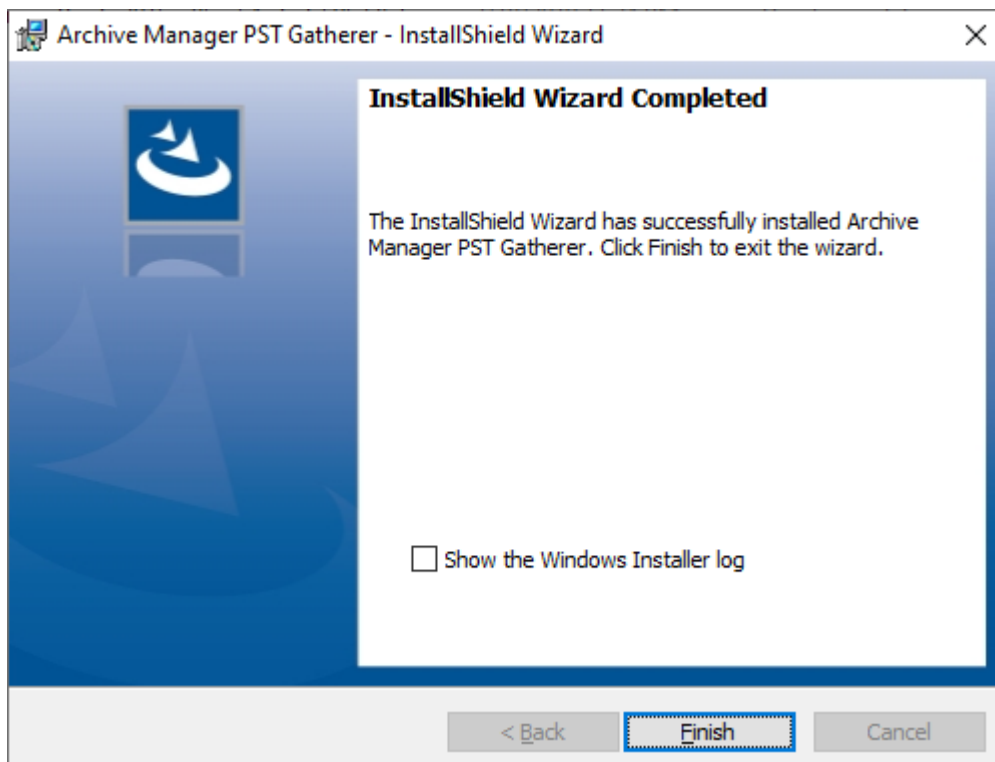 Archive Manager PST Gatherer - InstallShield Wizard
InstallShield Wizard Completed
The InstallShield Wizard has successfully installed Archive
Manager PST Gatherer. Click Finish to exit the wizard.
Show the Windows Installer log
< Back
Finish
Cancel